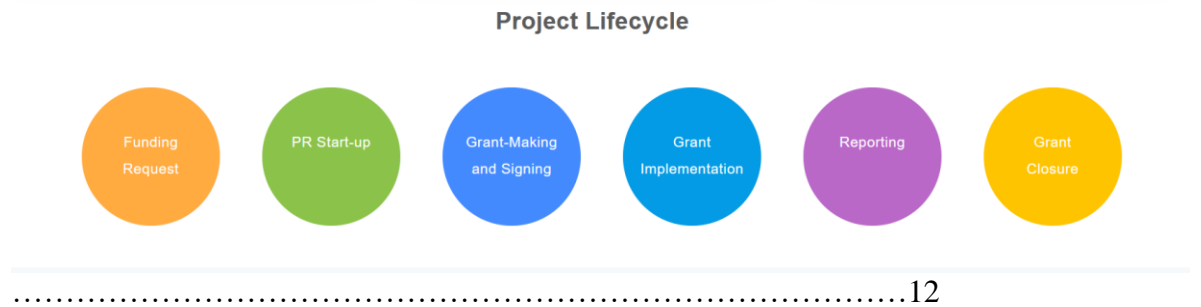 Project Lifecycle
Funding
Request
PR Start-up
Grant-Making
and Signing
Grant
Implementation
Reporting
Grant
Closure
…………………………………………………………………………12